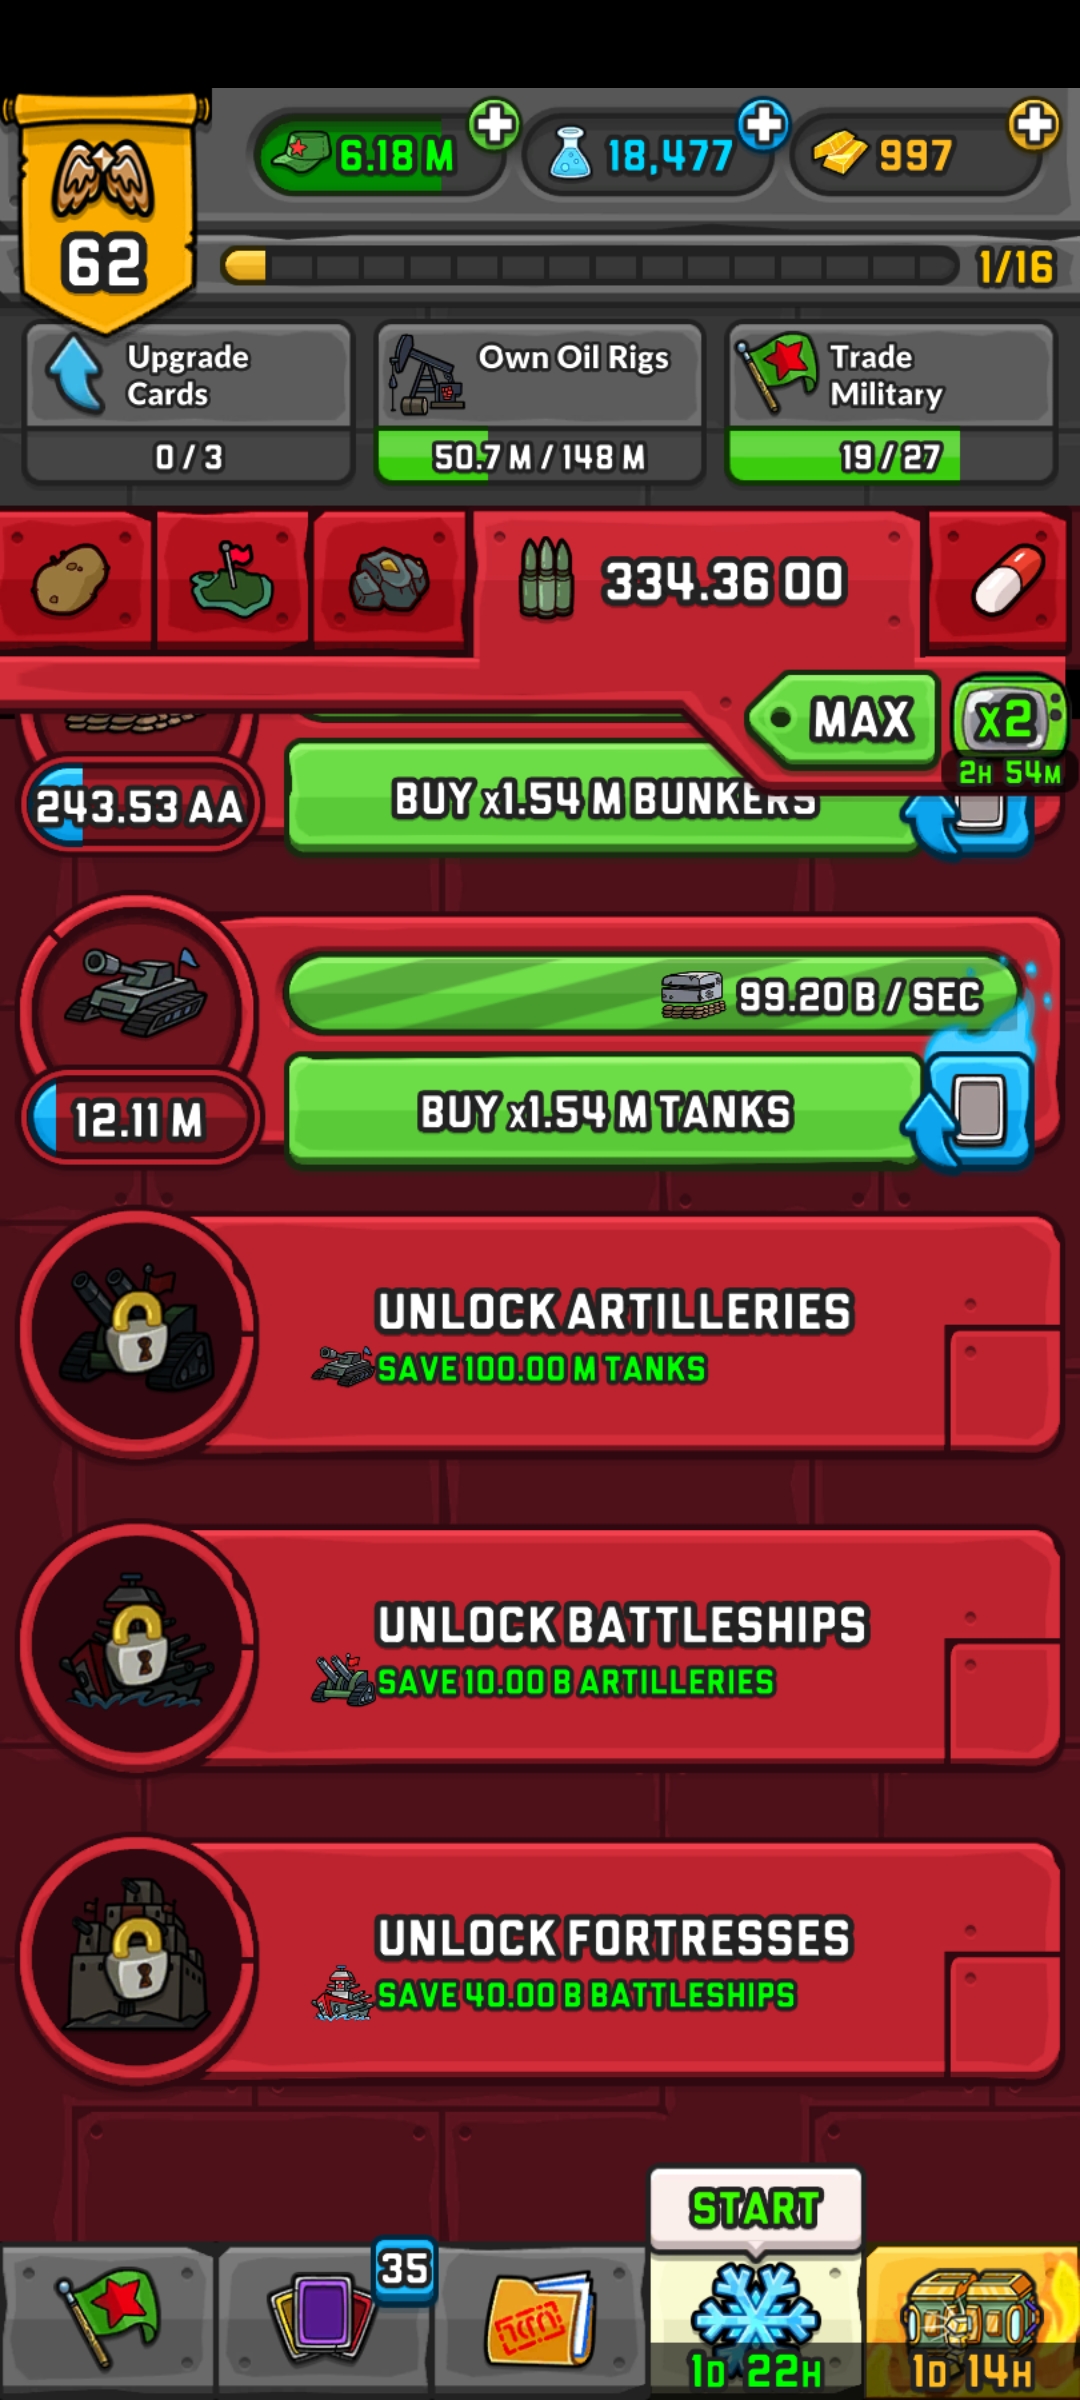 6.18 M
18,477
997
62
1/16
Upgrade
Cards
0 / 3
Own Oil Rigs
50.7 M / 148 M
Trade
Military
19 / 27
334.36 OO
MAX
x2
2H 54M
243.53 AA
BUY x1.54 M BUNKERS
99.20 B / SEC
12.11 M
BUY x1.54 M TANKS
UNLOCK ARTILLERIES
SAVE 100.00 M TANKS
UNLOCK BATTLESHIPS
SAVE 10.00 B ARTILLERIES
UNLOCK FORTRESSES
SAVE 40.00 B BATTLESHIPS
START
35
1D 22H
1D 14H